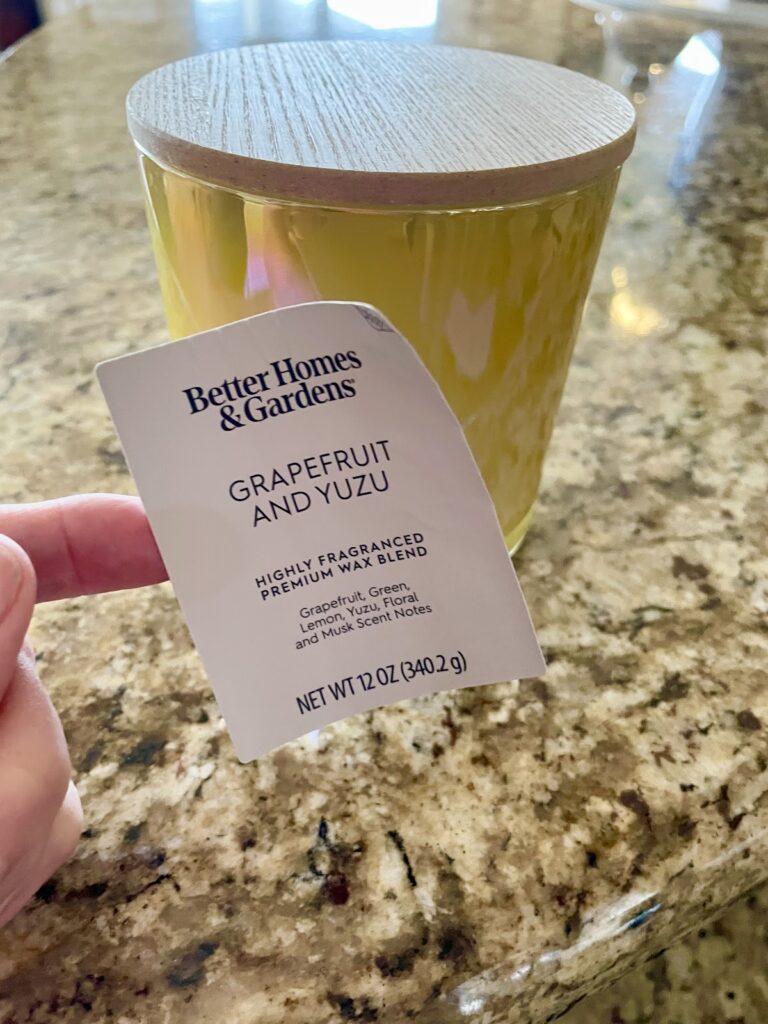 Better Homes
& Gardens®
GRAPEFRUIT
AND YUZU
HIGHLY FRAGRANCED
PREMIUM WAX BLEND
Grapefruit, Green,
Lemon, Yuzu, Floral
and Musk Scent Notes
NET WT 12 OZ (340.2 g)